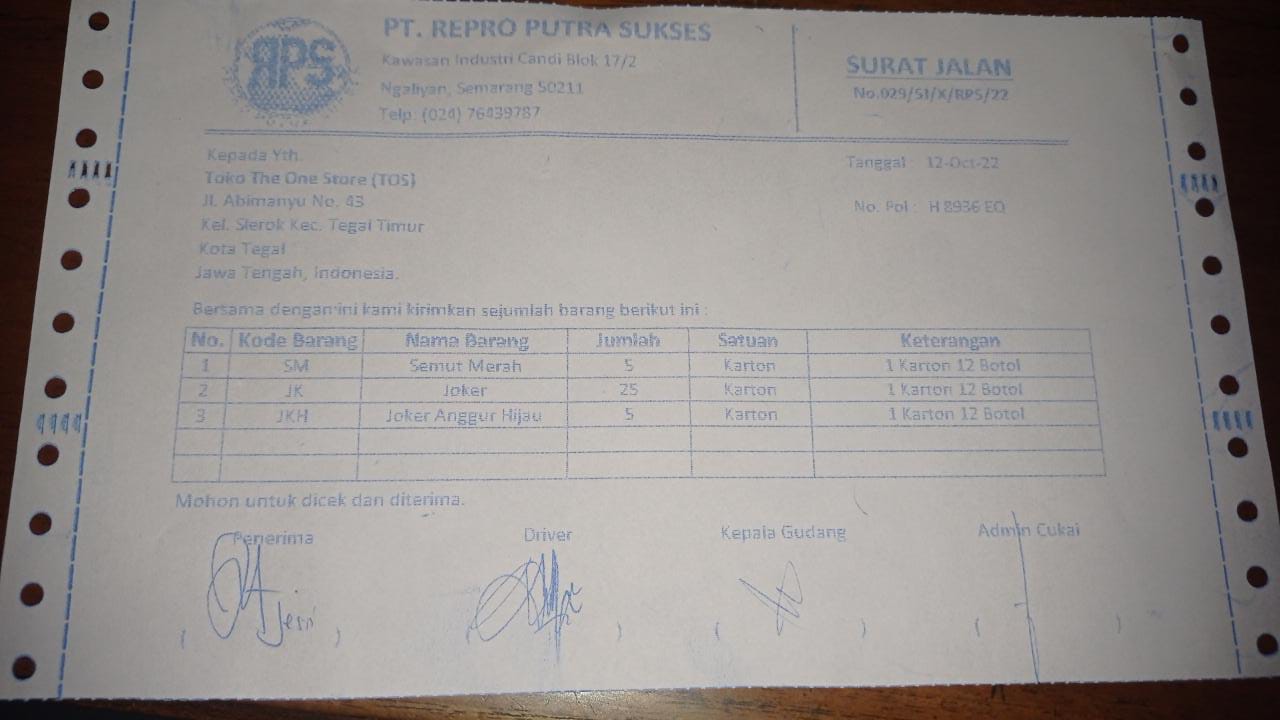 RPS
PT. REPRO PUTRA SUKSES
Kawasan Industri Candi Blok 17/2
Ngaliyan, Semarang 50211
Telp: (024) 76439787
SURAT JALAN
No.029/SJ/X/RPS/22
Kepada Yth.
Toko The One Store (TOS)
Jl. Abimanyu No. 43
Kel. Slerok Kec. Tegal Timur
Kota Tegal
Jawa Tengah, Indonesia.
Tanggal : 12-Oct-22
No. Pol : H 8936 EQ
Bersama dengan ini kami kirimkan sejumlah barang berikut ini :
No. Kode Barang Nama Barang Jumlah Satuan Keterangan
1 SM Semut Merah 5 Karton 1 Karton 12 Botol
2 JK Joker 25 Karton 1 Karton 12 Botol
3 JKH Joker Anggur Hijau 5 Karton 1 Karton 12 Botol
Mohon untuk dicek dan diterima.
Penerima Driver Kepala Gudang Admin Cukai
( ) ( ) ( ) ( )